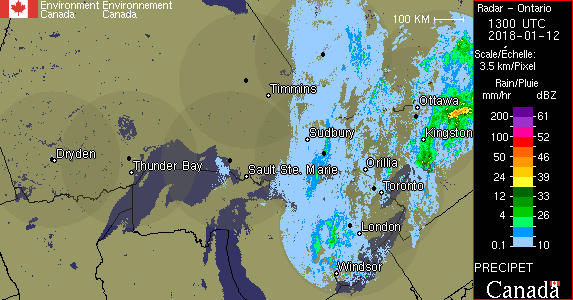 Environment Environnement
Canada Canada
100 KM
Timmins
Ottawa
Sudbury
Kingston
Dryden
Thunder Bay
Sault Ste. Marie
Orillia
Toronto
London
Windsor
Radar - Ontario
1300 UTC
2018-01-12
Scale/Échelle:
3.5 km/Pixel
Rain/Pluie
mm/hr dBZ
200 61
100 55
50 46
24 39
12 33
4 26
0.1 10
PRECIPET
Canada